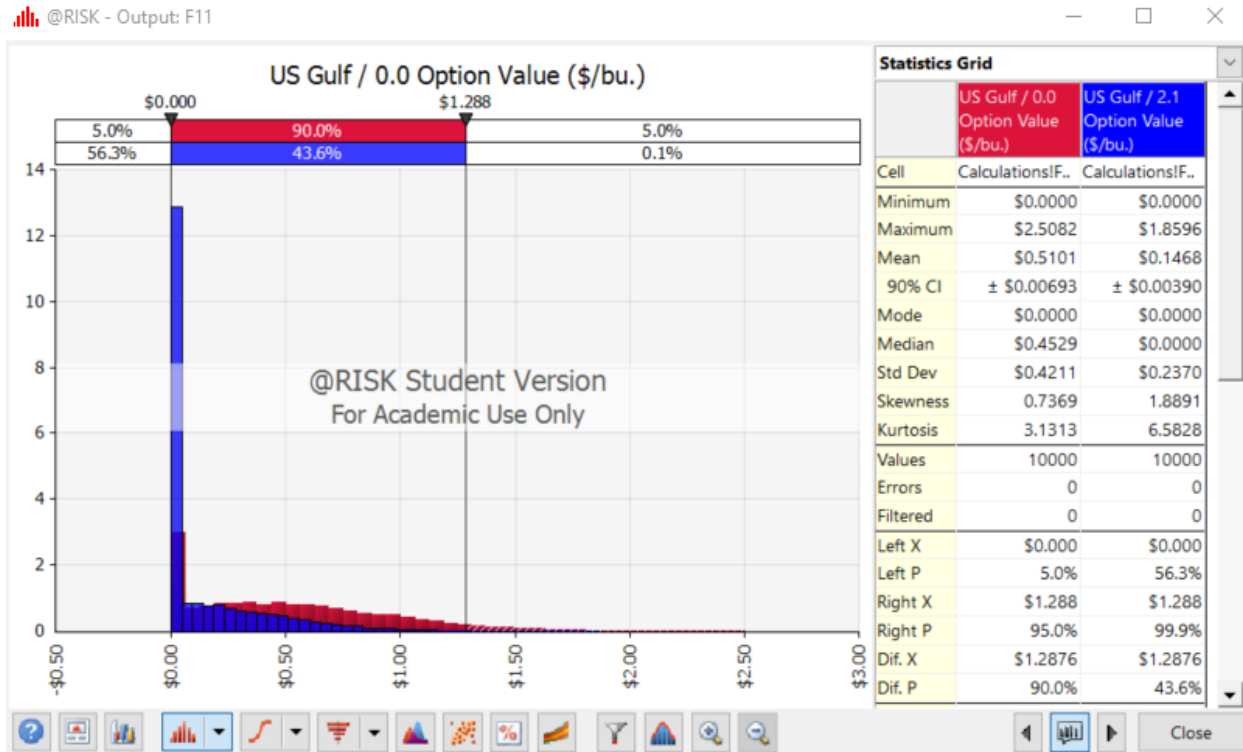 @RISK - Output: F11
US Gulf / 0.0 Option Value ($/bu.)
$0.000 $1.288
5.0% 90.0% 5.0%
56.3% 43.6% 0.1%
14
12
10
8
6
4
2
0
@RISK Student Version
For Academic Use Only
-$0.50 $0.00 $0.50 $1.00 $1.50 $2.00 $2.50 $3.00
Statistics Grid
US Gulf / 0.0 US Gulf / 2.1
Option Value Option Value
($/bu.) ($/bu.)
Cell Calculations!F.. Calculations!F..
Minimum $0.0000 $0.0000
Maximum $2.5082 $1.8596
Mean $0.5101 $0.1468
90% CI ± $0.00693 ± $0.00390
Mode $0.0000 $0.0000
Median $0.4529 $0.0000
Std Dev $0.4211 $0.2370
Skewness 0.7369 1.8891
Kurtosis 3.1313 6.5828
Values 10000 10000
Errors 0 0
Filtered 0 0
Left X $0.000 $0.000
Left P 5.0% 56.3%
Right X $1.288 $1.288
Right P 95.0% 99.9%
Dif. X $1.2876 $1.2876
Dif. P 90.0% 43.6%
Close